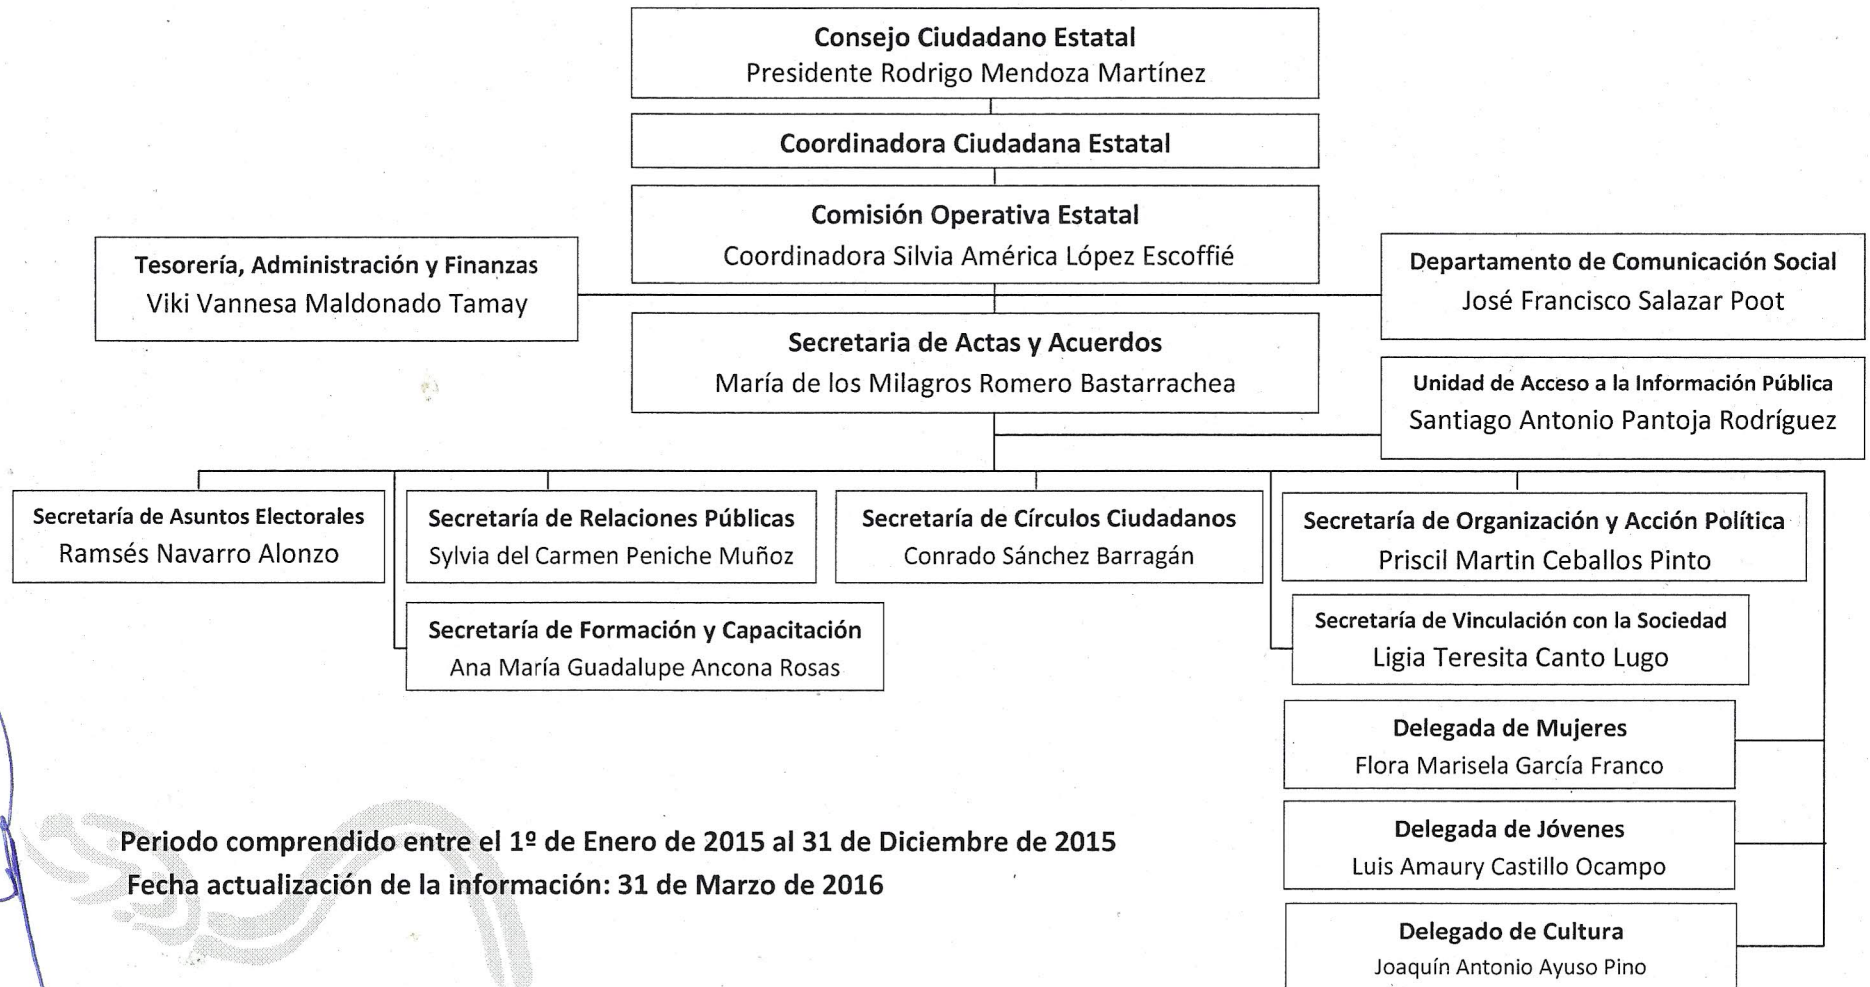 Consejo Ciudadano Estatal
Presidente Rodrigo Mendoza Martínez
Coordinadora Ciudadana Estatal
Comisión Operativa Estatal
Coordinadora Silvia América López Escoffié
Tesorería, Administración y Finanzas
Viki Vannesa Maldonado Tamay
Departamento de Comunicación Social
José Francisco Salazar Poot
Secretaria de Actas y Acuerdos
María de los Milagros Romero Bastarrachea
Unidad de Acceso a la Información Pública
Santiago Antonio Pantoja Rodríguez
Secretaría de Asuntos Electorales
Ramsés Navarro Alonzo
Secretaría de Relaciones Públicas
Sylvia del Carmen Peniche Muñoz
Secretaría de Círculos Ciudadanos
Conrado Sánchez Barragán
Secretaría de Organización y Acción Política
Priscil Martin Ceballos Pinto
Secretaría de Formación y Capacitación
Ana María Guadalupe Ancona Rosas
Secretaría de Vinculación con la Sociedad
Ligia Teresita Canto Lugo
Delegada de Mujeres
Flora Marisela García Franco
Delegada de Jóvenes
Luis Amaury Castillo Ocampo
Delegado de Cultura
Joaquín Antonio Ayuso Pino
Periodo comprendido entre el 1º de Enero de 2015 al 31 de Diciembre de 2015
Fecha actualización de la información: 31 de Marzo de 2016